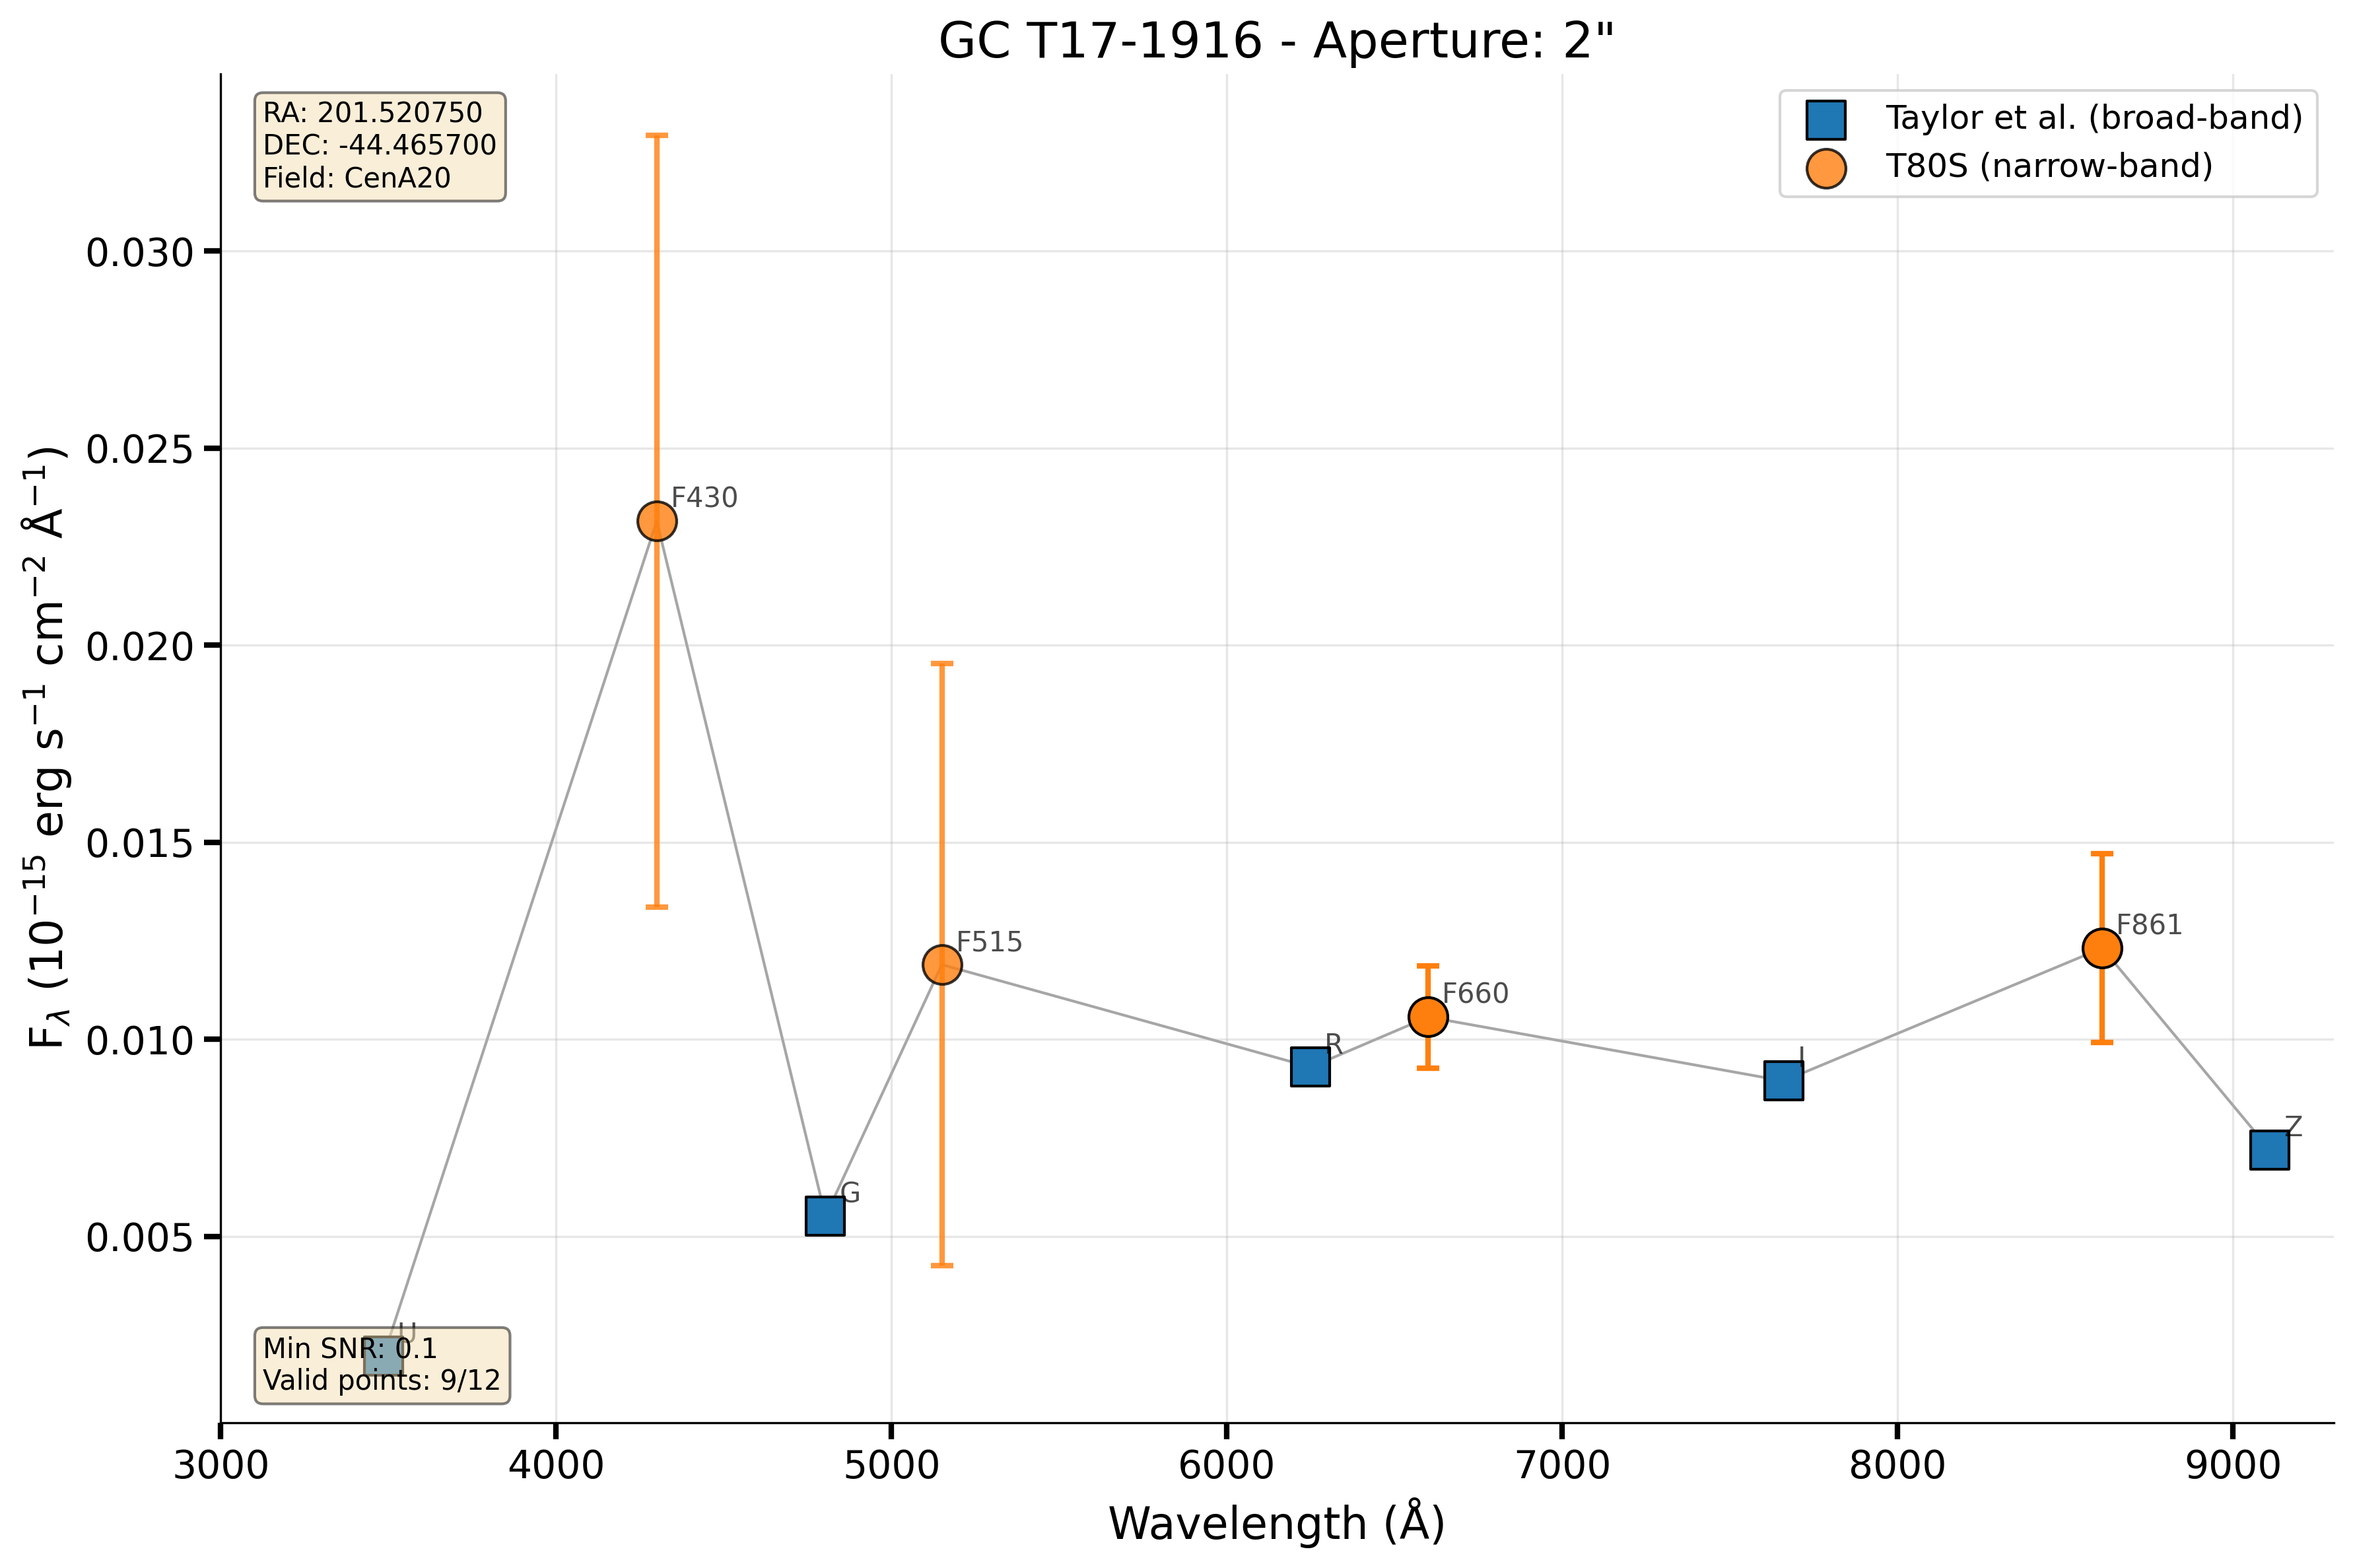 GC T17-1916 - Aperture: 2"
RA: 201.520750
DEC: -44.465700
Field: CenA20
Taylor et al. (broad-band)
T80S (narrow-band)
0.030
0.025
0.020
0.015
0.010
0.005
F_λ (10⁻¹⁵ erg s⁻¹ cm⁻² Å⁻¹)
F430
F515
F861
F660
R
I
Z
G
U
Min SNR: 0.1
Valid points: 9/12
3000 4000 5000 6000 7000 8000 9000
Wavelength (Å)